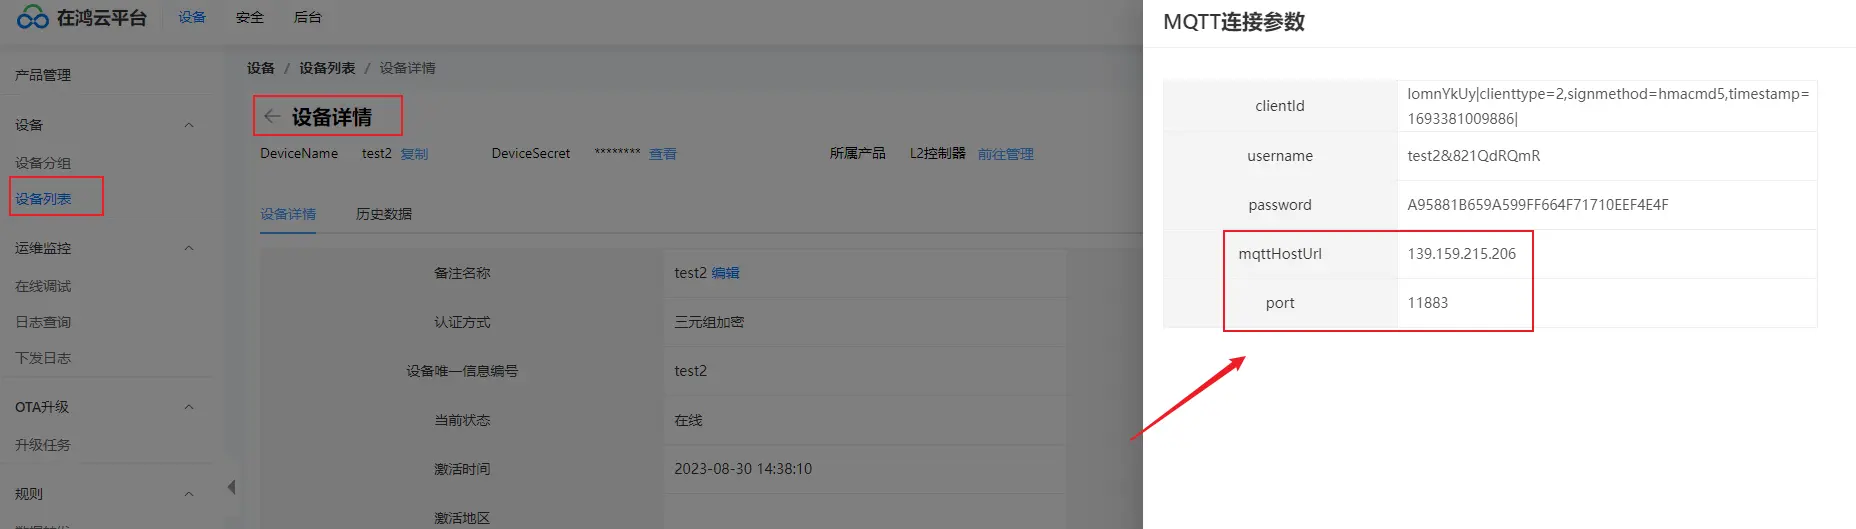 在鸿云平台
设备
安全
后台
产品管理
设备
设备分组
设备列表
运维监控
在线调试
日志查询
下发日志
OTA升级
升级任务
规则
设备 / 设备列表 / 设备详情
← 设备详情
DeviceName test2 复制 DeviceSecret ******** 查看 所属产品 L2控制器 前往管理
设备详情 历史数据
备注名称 test2 编辑
认证方式 三元组加密
设备唯一信息编号 test2
当前状态 在线
激活时间 2023-08-30 14:38:10
激活地区
MQTT连接参数
clientId lomnYkUy|clienttype=2,signmethod=hmacmd5,timestamp=
1693381009886|
username test2&821QdRQmR
password A95881B659A599FF664F71710EEF4E4F
mqttHostUrl 139.159.215.206
port 11883